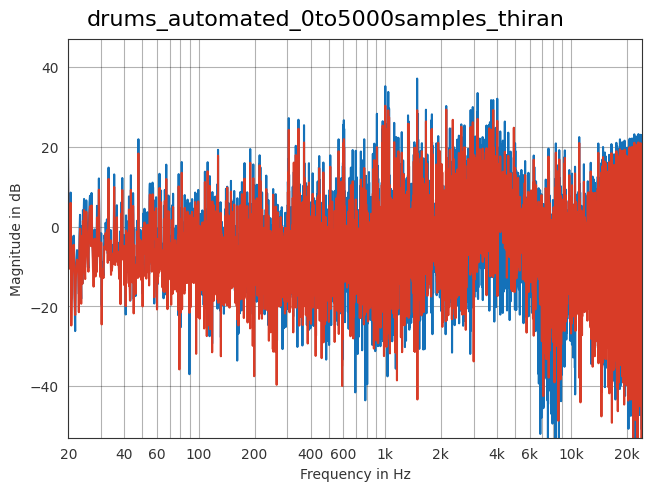 drums_automated_0to5000samples_thiran
Magnitude in dB
40
20
0
−20
−40
20 40 60 100 200 400 600 1k 2k 4k 6k 10k 20k
Frequency in Hz